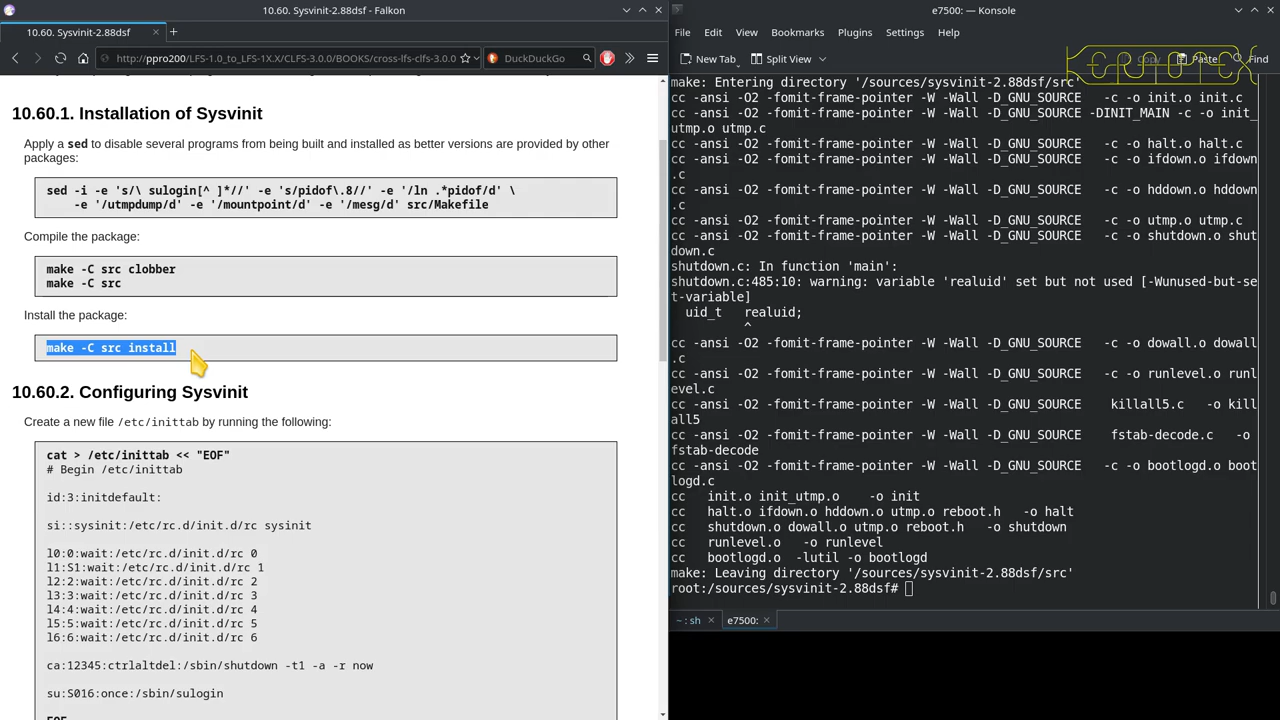 10.60. Sysvinit-2.88dsf - Falkon
10.60. Sysvinit-2.88dsf
http://ppro200/LFS-1.0_to_LFS-1X.X/CLFS-3.0.0/BOOKS/cross-lfs-clfs-3.0.0
DuckDuckGo
10.60.1. Installation of Sysvinit
Apply a sed to disable several programs from being built and installed as better versions are provided by other
packages:
sed -i -e 's/\ sulogin[^ ]*//' -e 's/pidof\.8//' -e '/ln .*pidof/d' \
-e '/utmpdump/d' -e '/mountpoint/d' -e '/mesg/d' src/Makefile
Compile the package:
make -C src clobber
make -C src
Install the package:
make -C src install
10.60.2. Configuring Sysvinit
Create a new file /etc/inittab by running the following:
cat > /etc/inittab << "EOF"
# Begin /etc/inittab
id:3:initdefault:
si::sysinit:/etc/rc.d/init.d/rc sysinit
l0:0:wait:/etc/rc.d/init.d/rc 0
l1:S1:wait:/etc/rc.d/init.d/rc 1
l2:2:wait:/etc/rc.d/init.d/rc 2
l3:3:wait:/etc/rc.d/init.d/rc 3
l4:4:wait:/etc/rc.d/init.d/rc 4
l5:5:wait:/etc/rc.d/init.d/rc 5
l6:6:wait:/etc/rc.d/init.d/rc 6
ca:12345:ctrlaltdel:/sbin/shutdown -t1 -a -r now
su:S016:once:/sbin/sulogin
EOF
e7500: — Konsole
File Edit View Bookmarks Plugins Settings Help
New Tab Split View Copy Paste Find
make: Entering directory '/sources/sysvinit-2.88dsf/src'
cc -ansi -O2 -fomit-frame-pointer -W -Wall -D_GNU_SOURCE   -c -o init.o init.c
cc -ansi -O2 -fomit-frame-pointer -W -Wall -D_GNU_SOURCE -DINIT_MAIN -c -o init_
utmp.o utmp.c
cc -ansi -O2 -fomit-frame-pointer -W -Wall -D_GNU_SOURCE   -c -o halt.o halt.c
cc -ansi -O2 -fomit-frame-pointer -W -Wall -D_GNU_SOURCE   -c -o ifdown.o ifdown
.c
cc -ansi -O2 -fomit-frame-pointer -W -Wall -D_GNU_SOURCE   -c -o hddown.o hddown
.c
cc -ansi -O2 -fomit-frame-pointer -W -Wall -D_GNU_SOURCE   -c -o utmp.o utmp.c
cc -ansi -O2 -fomit-frame-pointer -W -Wall -D_GNU_SOURCE   -c -o shutdown.o shut
down.c
shutdown.c: In function 'main':
shutdown.c:485:10: warning: variable 'realuid' set but not used [-Wunused-but-se
t-variable]
uid_t   realuid;
^
cc -ansi -O2 -fomit-frame-pointer -W -Wall -D_GNU_SOURCE   -c -o dowall.o dowall
.c
cc -ansi -O2 -fomit-frame-pointer -W -Wall -D_GNU_SOURCE   -c -o runlevel.o runl
evel.c
cc -ansi -O2 -fomit-frame-pointer -W -Wall -D_GNU_SOURCE    killall5.c   -o kill
all5
cc -ansi -O2 -fomit-frame-pointer -W -Wall -D_GNU_SOURCE    fstab-decode.c   -o
fstab-decode
cc -ansi -O2 -fomit-frame-pointer -W -Wall -D_GNU_SOURCE   -c -o bootlogd.o boot
logd.c
cc   init.o init_utmp.o    -o init
cc   halt.o ifdown.o hddown.o utmp.o reboot.h   -o halt
cc   shutdown.o dowall.o utmp.o reboot.h   -o shutdown
cc   runlevel.o   -o runlevel
cc   bootlogd.o  -lutil -o bootlogd
make: Leaving directory '/sources/sysvinit-2.88dsf/src'
root:/sources/sysvinit-2.88dsf#
~ : sh
e7500: